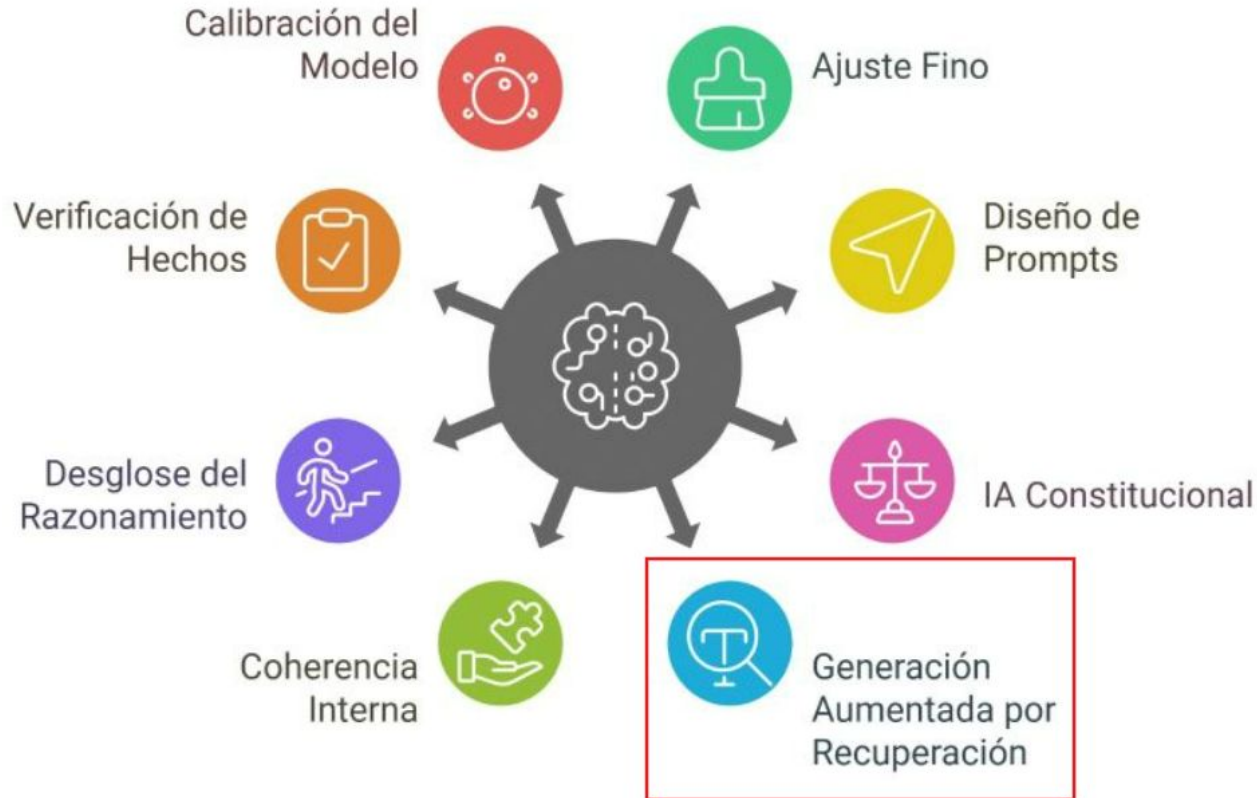 Calibración del
Modelo
Ajuste Fino
Verificación de
Hechos
Diseño de
Prompts
Desglose del
Razonamiento
IA Constitucional
Coherencia
Interna
Generación
Aumentada por
Recuperación